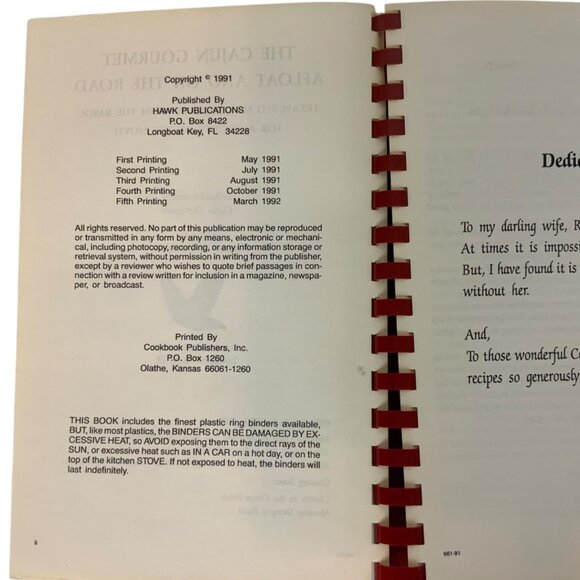 Copyright © 1991
Published By
HAWK PUBLICATIONS
P.O. Box 8422
Longboat Key, FL 34228
First Printing May 1991
Second Printing July 1991
Third Printing August 1991
Fourth Printing October 1991
Fifth Printing March 1992
All rights reserved. No part of this publication may be reproduced
or transmitted in any form by any means, electronic or mechani-
cal, including photocopy, recording, or any information storage or
retrieval system, without permission in writing from the publisher,
except by a reviewer who wishes to quote brief passages in con-
nection with a review written for inclusion in a magazine, newspa-
per, or broadcast.
Printed By
Cookbook Publishers, Inc.
P.O. Box 1260
Olathe, Kansas 66061-1260
THIS BOOK includes the finest plastic ring binders available,
BUT, like most plastics, the BINDERS CAN BE DAMAGED BY EX-
CESSIVE HEAT, so AVOID exposing them to the direct rays of the
SUN, or excessive heat such as IN A CAR on a hot day, or on the
top of the kitchen STOVE. If not exposed to heat, the binders will
last indefinitely.
Dedic
To my darling wife, R
At times it is imposs
But, I have found it is
without her.
And,
To those wonderful C
recipes so generously
661-91